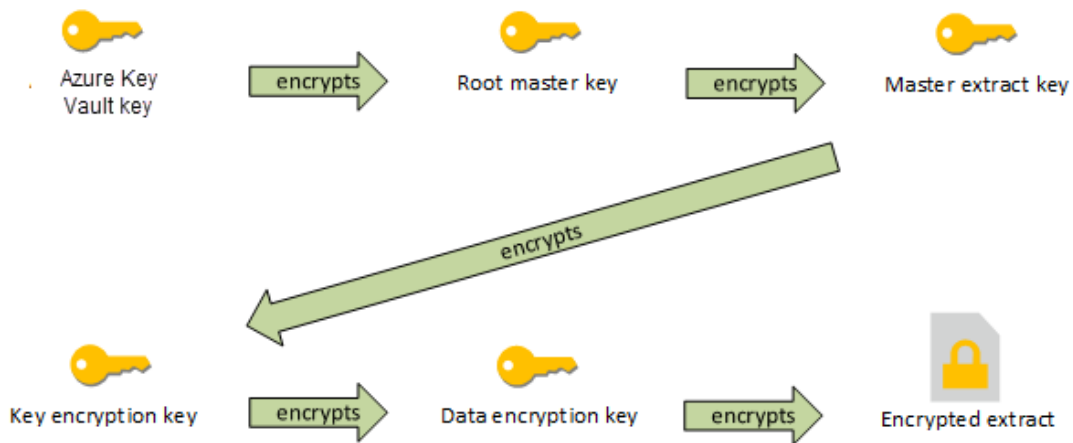 Azure Key
Vault key
encrypts
Root master key
encrypts
Master extract key
encrypts
Key encryption key
encrypts
Data encryption key
encrypts
Encrypted extract